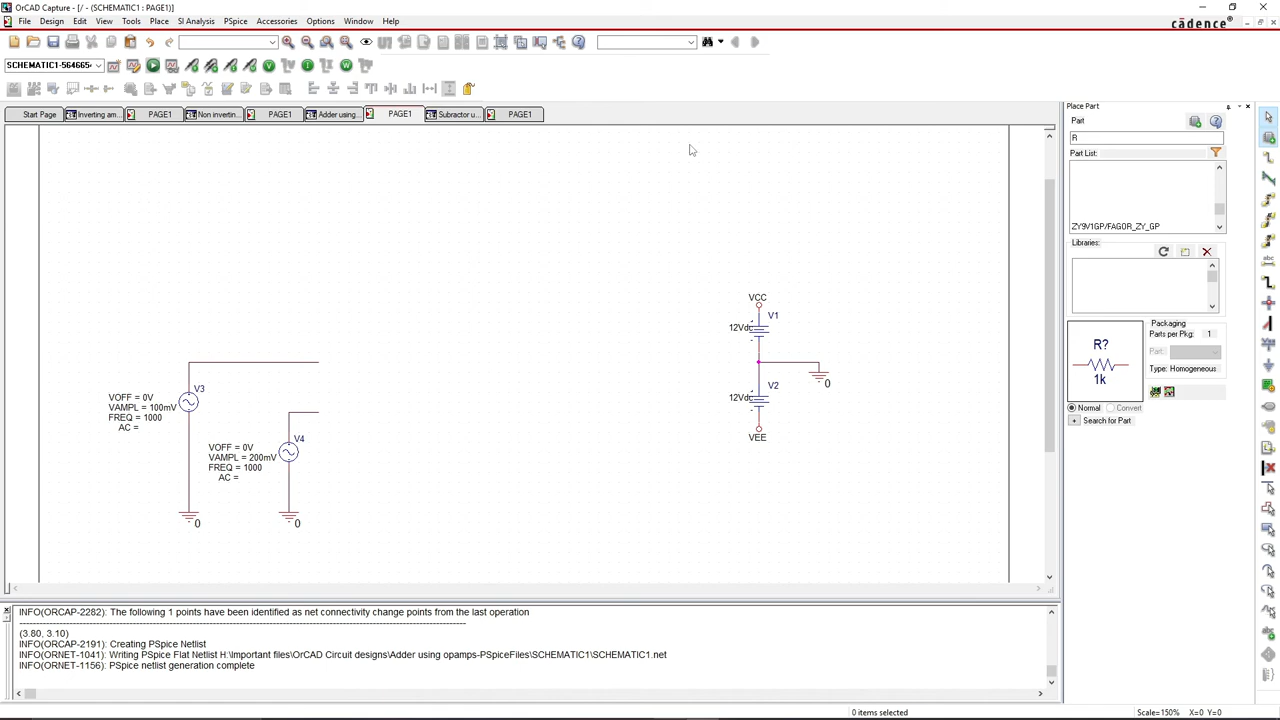 OrCAD Capture - [/ - (SCHEMATIC1 : PAGE1)]
File Design Edit View Tools Place SI Analysis PSpice Accessories Options Window Help
cādence
SCHEMATIC1-5646654
Start Page
Inverting am...
PAGE1
Non invertin...
PAGE1
Adder using...
PAGE1
Subractor u...
PAGE1
Place Part
Part
R
Part List:
ZY9V1GP/FAGOR_ZY_GP
Libraries:
Packaging
Parts per Pkg: 1
Part:
Type: Homogeneous
R?
1k
Normal Convert
+ Search for Part
VCC
V1
12Vdc
0
V2
12Vdc
VEE
V3
VOFF = 0V
VAMPL = 100mV
FREQ = 1000
AC =
0
V4
VOFF = 0V
VAMPL = 200mV
FREQ = 1000
AC =
0
INFO(ORCAP-2282): The following 1 points have been identified as net connectivity change points from the last operation
(3.80, 3.10)
INFO(ORCAP-2191): Creating PSpice Netlist
INFO(ORNET-1041): Writing PSpice Flat Netlist H:\Important files\OrCAD Circuit designs\Adder using opamps-PSpiceFiles\SCHEMATIC1\SCHEMATIC1.net
INFO(ORNET-1156): PSpice netlist generation complete
0 items selected
Scale=150% X=0 Y=0